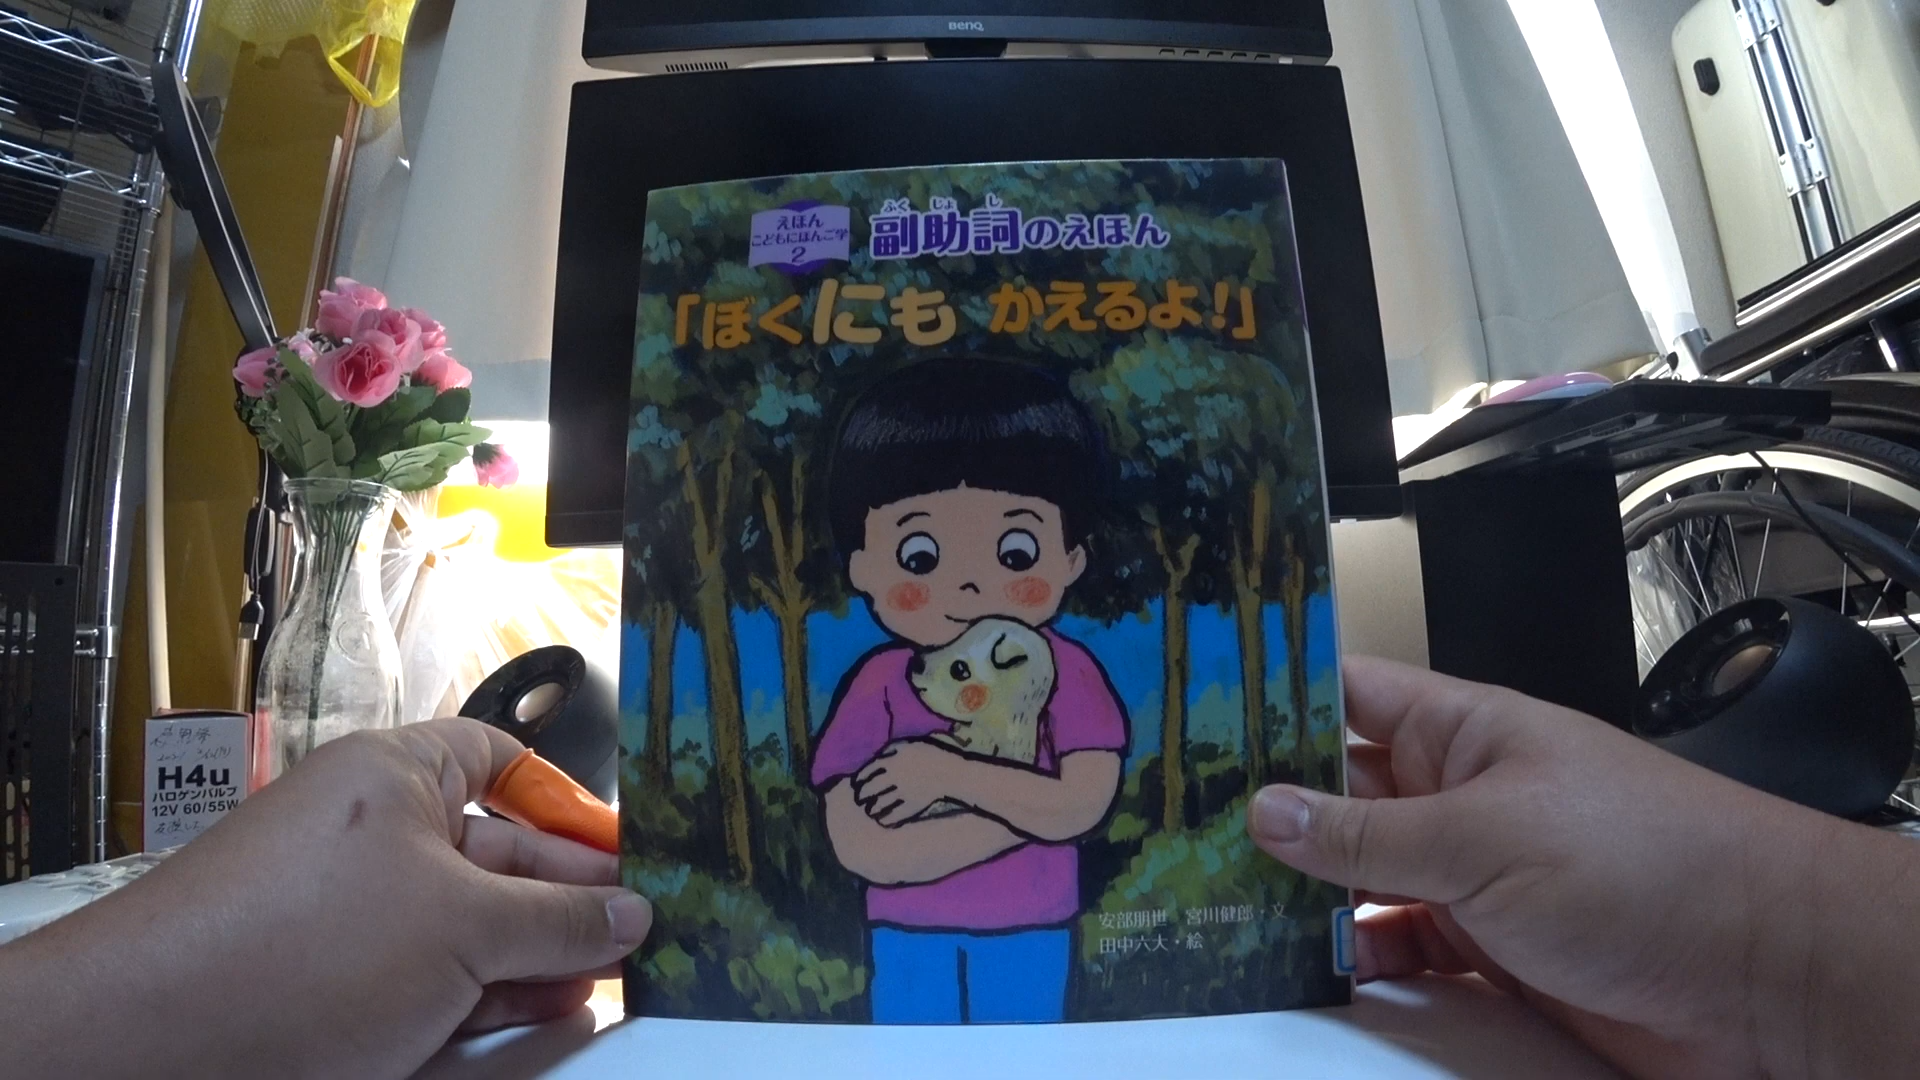 BenQ
えほん
こどもにほんご学
2
ふく じょ し
副助詞のえほん
「ぼくにも かえるよ!」
安部朋世 宮川健郎・文
田中六大・絵
H4u
ハロゲンバルブ
12V 60/55W